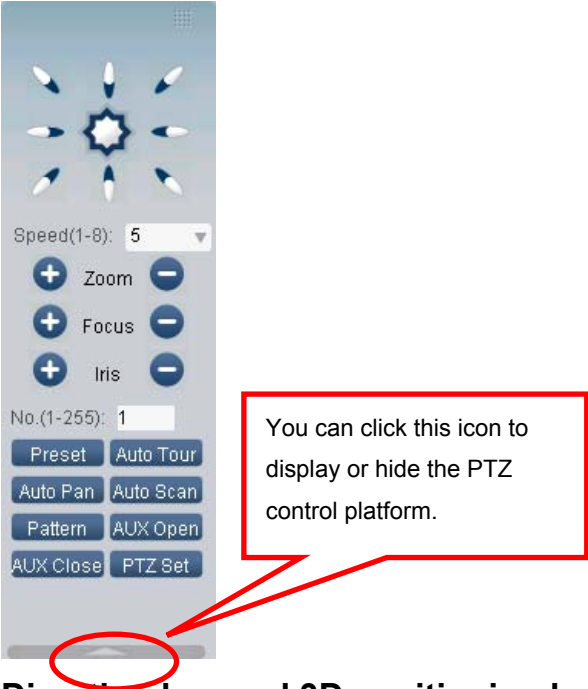 Speed(1-8): 5
Zoom
Focus
Iris
No.(1-255): 1
Preset Auto Tour
Auto Pan Auto Scan
Pattern AUX Open
AUX Close PTZ Set
You can click this icon to
display or hide the PTZ
control platform.